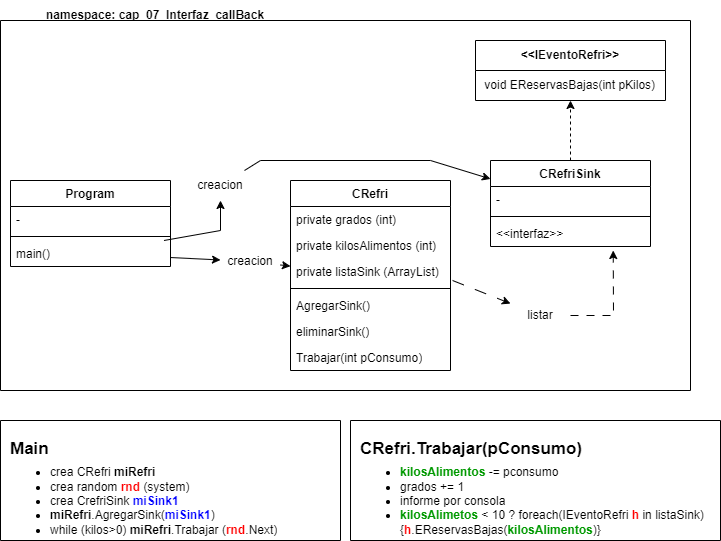 namespace: cap_07_Interfaz_callBack
<<IEventoRefri>>
void EReservasBajas(int pKilos)
CRefriSink
-
<<interfaz>>
Program
-
main()
creacion
creacion
CRefri
private grados (int)
private kilosAlimentos (int)
private listaSink (ArrayList)
AgregarSink()
eliminarSink()
Trabajar(int pConsumo)
listar
Main
crea CRefri miRefri
crea random rnd (system)
crea CrefriSink miSink1
miRefri.AgregarSink(miSink1)
while (kilos>0) miRefri.Trabajar (rnd.Next)
CRefri.Trabajar(pConsumo)
kilosAlimentos -= pconsumo
grados += 1
informe por consola
kilosAlimetos < 10 ? foreach(IEventoRefri h in listaSink)
{h.EReservasBajas(kilosAlimentos)}